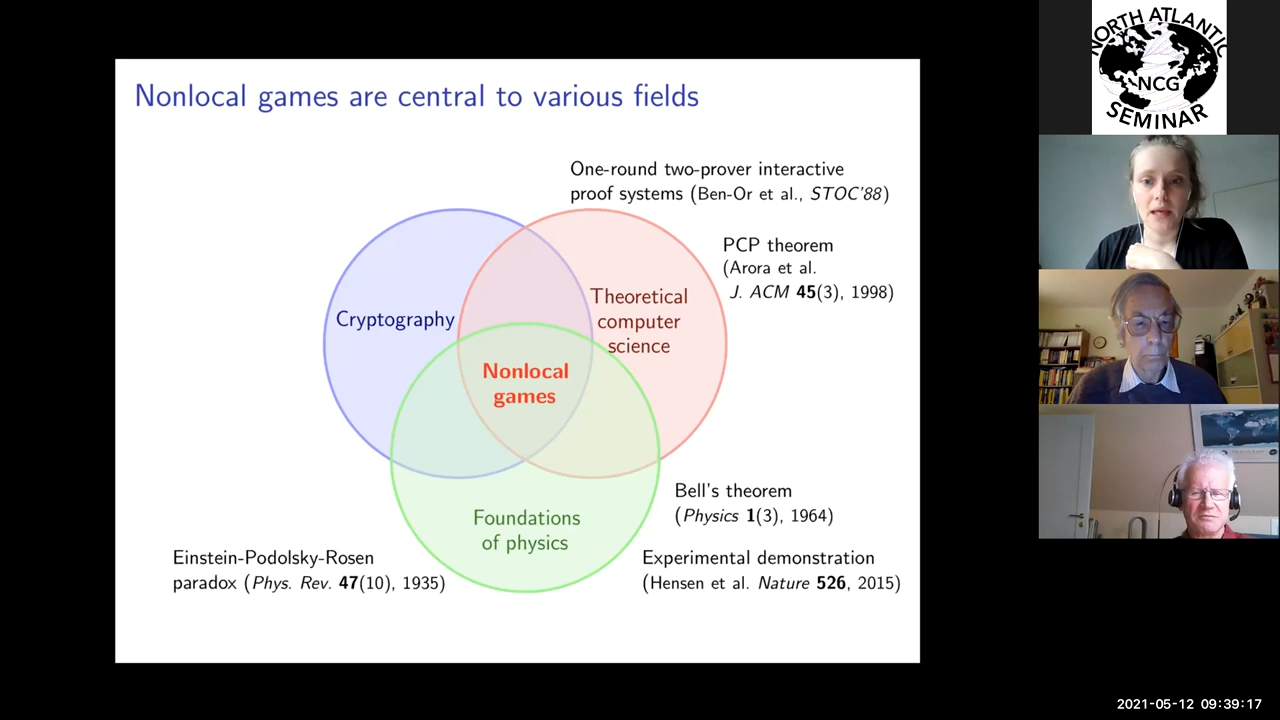 Nonlocal games are central to various fields
One-round two-prover interactive
proof systems (Ben-Or et al., STOC'88)
PCP theorem
(Arora et al.
J. ACM 45(3), 1998)
Cryptography
Theoretical
computer
science
Nonlocal
games
Foundations
of physics
Bell's theorem
(Physics 1(3), 1964)
Einstein-Podolsky-Rosen
paradox (Phys. Rev. 47(10), 1935)
Experimental demonstration
(Hensen et al. Nature 526, 2015)
NORTH ATLANTIC
NCG
SEMINAR
2021-05-12 09:39:17